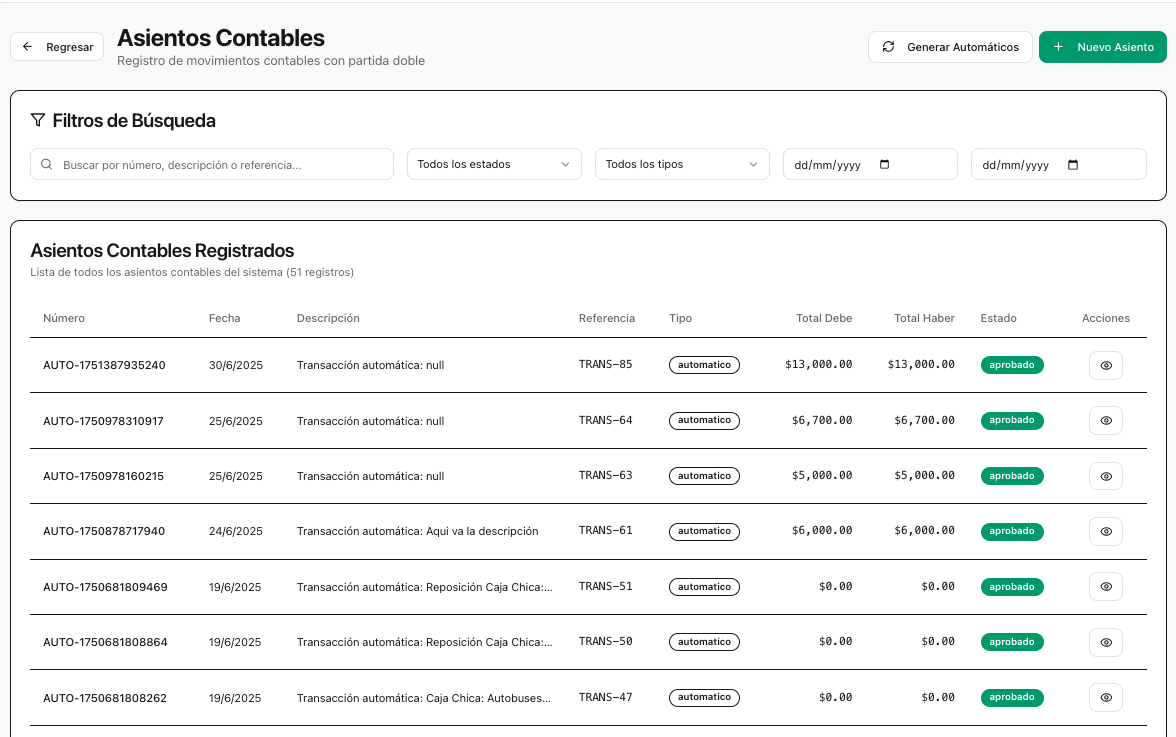 Regresar
Asientos Contables
Registro de movimientos contables con partida doble
Generar Automáticos
Nuevo Asiento
Filtros de Búsqueda
Buscar por número, descripción o referencia...
Todos los estados
Todos los tipos
dd/mm/yyyy
dd/mm/yyyy
Asientos Contables Registrados
Lista de todos los asientos contables del sistema (51 registros)
Número Fecha Descripción Referencia Tipo Total Debe Total Haber Estado Acciones
AUTO-1751387935240 30/6/2025 Transacción automática: null TRANS-85 automatico $13,000.00 $13,000.00 aprobado
AUTO-1750978310917 25/6/2025 Transacción automática: null TRANS-64 automatico $6,700.00 $6,700.00 aprobado
AUTO-1750978160215 25/6/2025 Transacción automática: null TRANS-63 automatico $5,000.00 $5,000.00 aprobado
AUTO-1750878717940 24/6/2025 Transacción automática: Aqui va la descripción TRANS-61 automatico $6,000.00 $6,000.00 aprobado
AUTO-1750681809469 19/6/2025 Transacción automática: Reposición Caja Chica:... TRANS-51 automatico $0.00 $0.00 aprobado
AUTO-1750681808864 19/6/2025 Transacción automática: Reposición Caja Chica:... TRANS-50 automatico $0.00 $0.00 aprobado
AUTO-1750681808262 19/6/2025 Transacción automática: Caja Chica: Autobuses... TRANS-47 automatico $0.00 $0.00 aprobado